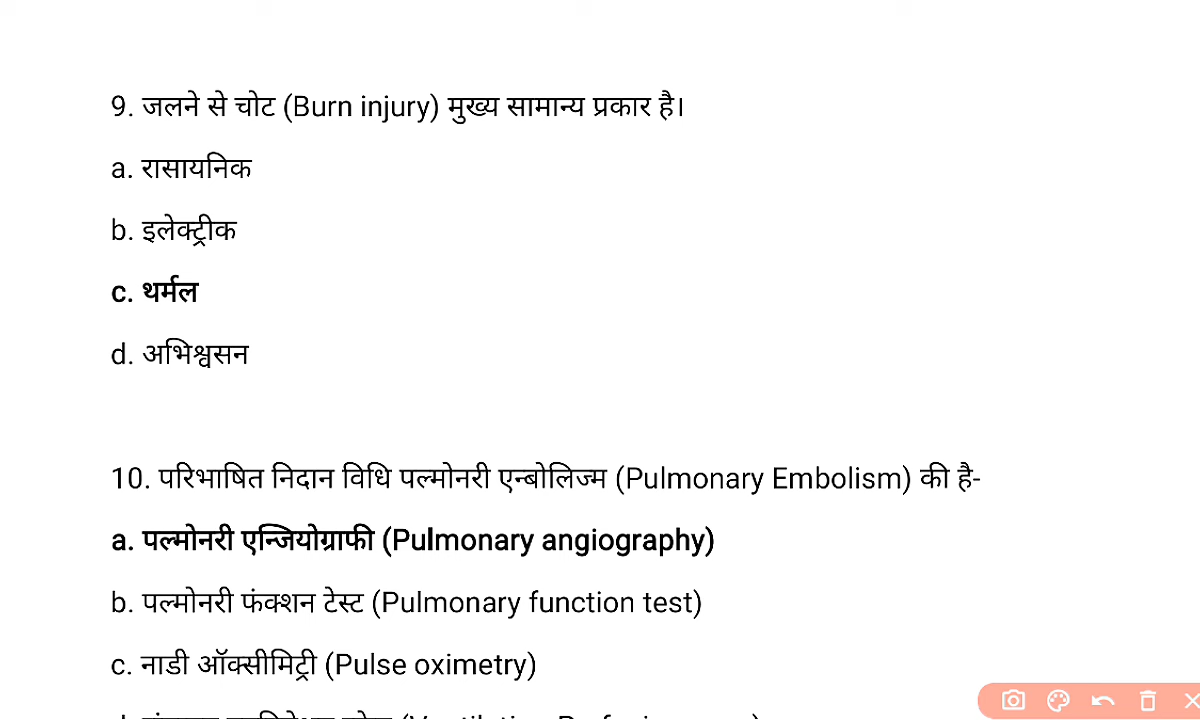 9. जलने से चोट (Burn injury) मुख्य सामान्य प्रकार है।
a. रासायनिक
b. इलेक्ट्रीक
c. थर्मल
d. अभिश्वसन
10. परिभाषित निदान विधि पल्मोनरी एन्बोलिज्म (Pulmonary Embolism) की है-
a. पल्मोनरी एन्जियोग्राफी (Pulmonary angiography)
b. पल्मोनरी फंक्शन टेस्ट (Pulmonary function test)
c. नाडी ऑक्सीमिट्री (Pulse oximetry)